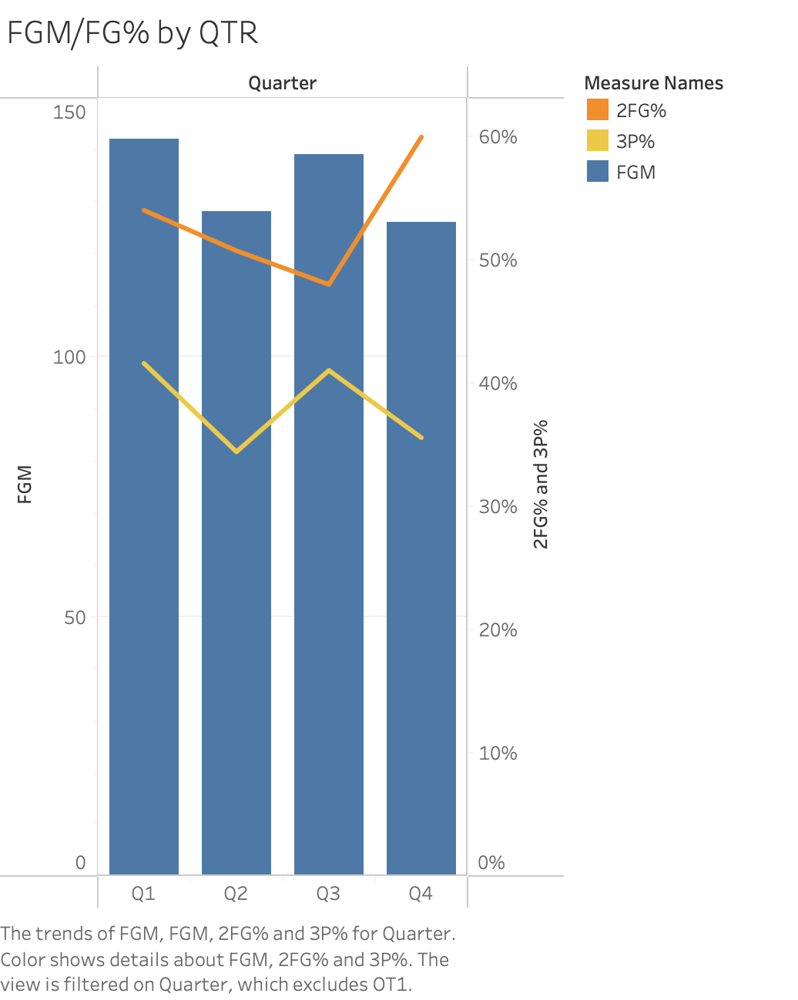 FGM/FG% by QTR
Quarter
Measure Names
2FG%
3P%
FGM
150
100
50
0
FGM
60%
50%
40%
30%
20%
10%
0%
2FG% and 3P%
Q1 Q2 Q3 Q4
The trends of FGM, FGM, 2FG% and 3P% for Quarter.
Color shows details about FGM, 2FG% and 3P%. The
view is filtered on Quarter, which excludes OT1.